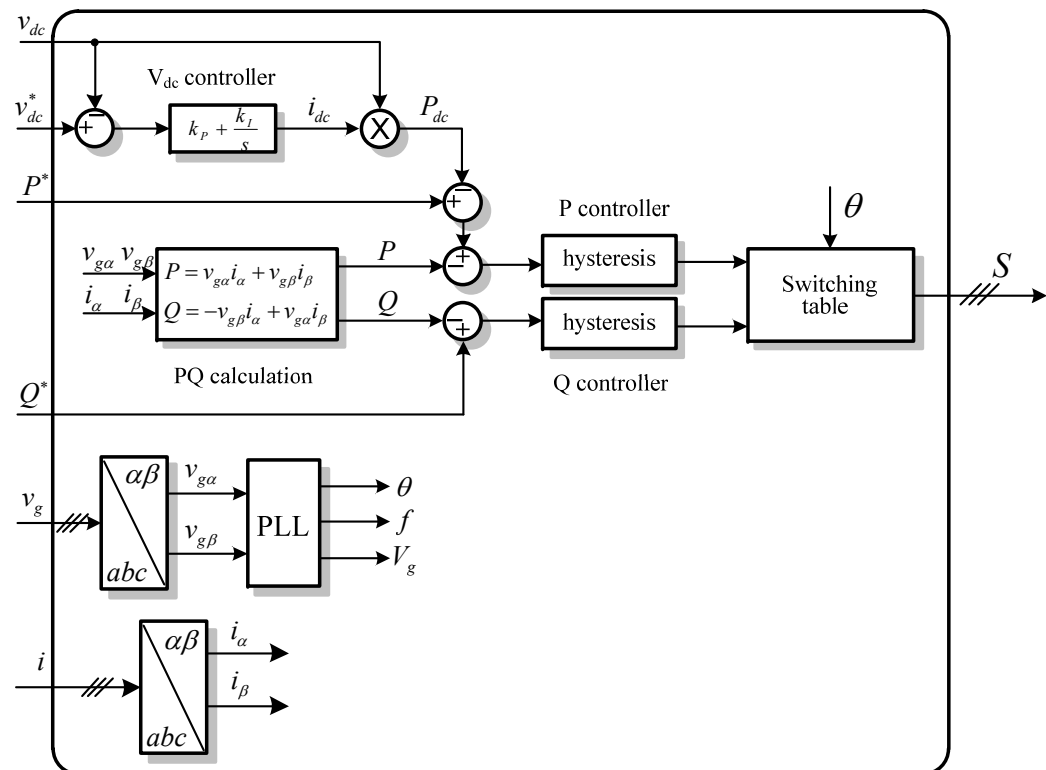 v_dc
V_dc controller
v*_dc
+ −
k_P + k_I/s
i_dc
X
P_dc
P*
+ −
P controller
θ
v_gα v_gβ
i_α i_β
P = v_gα i_α + v_gβ i_β
Q = −v_gβ i_α + v_gα i_β
P
Q
− +
− +
hysteresis
hysteresis
Switching
table
S
PQ calculation
Q controller
Q*
v_g
αβ
abc
v_gα
v_gβ
PLL
θ
f
V_g
i
αβ
abc
i_α
i_β